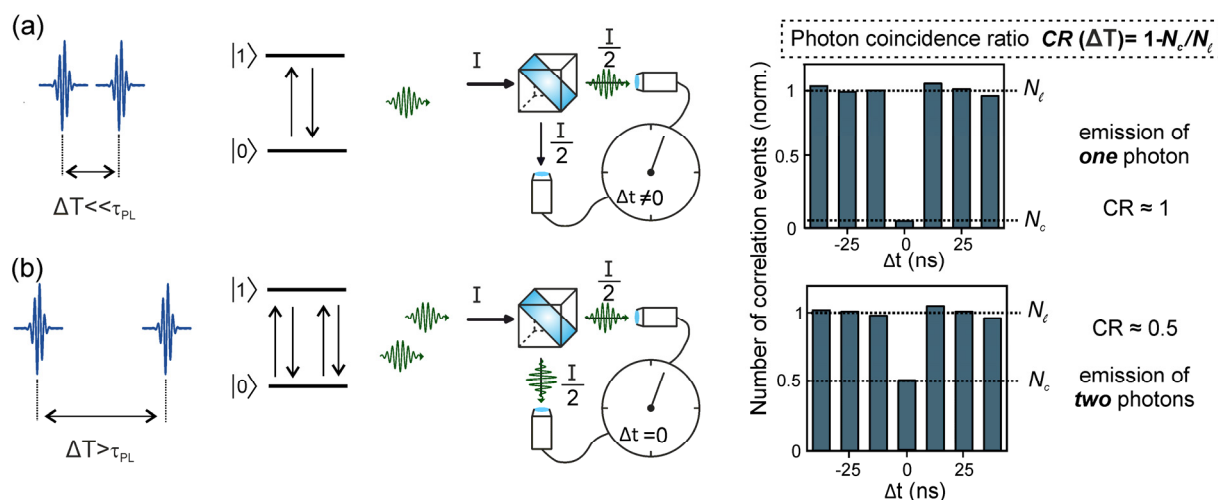 (a)
ΔT<<τPL
|1⟩
|0⟩
I
I/2
I/2
Δt≠0
Photon coincidence ratio CR (ΔT)= 1-Nc/Nℓ
Number of correlation events (norm.)
1
0.5
0
-25 0 25
Δt (ns)
Nℓ
Nc
emission of
one photon
CR ≈ 1
(b)
ΔT>τPL
|1⟩
|0⟩
I
I/2
I/2
Δt=0
1
0.5
0
-25 0 25
Δt (ns)
Nℓ
Nc
CR ≈ 0.5
emission of
two photons